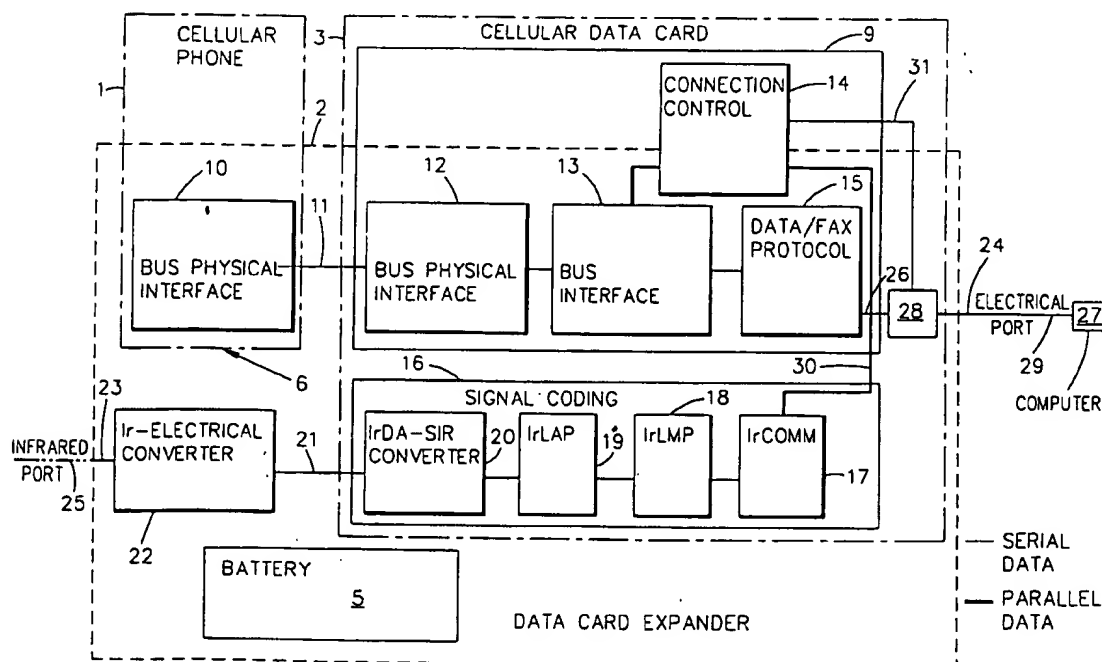 CELLULAR
PHONE
1
2
3
CELLULAR DATA CARD
9
CONNECTION
CONTROL
14
31
10
BUS PHYSICAL
INTERFACE
11
12
BUS PHYSICAL
INTERFACE
13
BUS
INTERFACE
15
DATA/FAX
PROTOCOL
26
28
24
ELECTRICAL
PORT
29
27
COMPUTER
6
16
30
SIGNAL CODING
18
23
INFRARED
PORT
25
Ir-ELECTRICAL
CONVERTER
22
21
IrDA-SIR
CONVERTER
20
IrLAP
19
IrLMP
IrCOMM
17
BATTERY
5
DATA CARD EXPANDER
SERIAL
DATA
PARALLEL
DATA